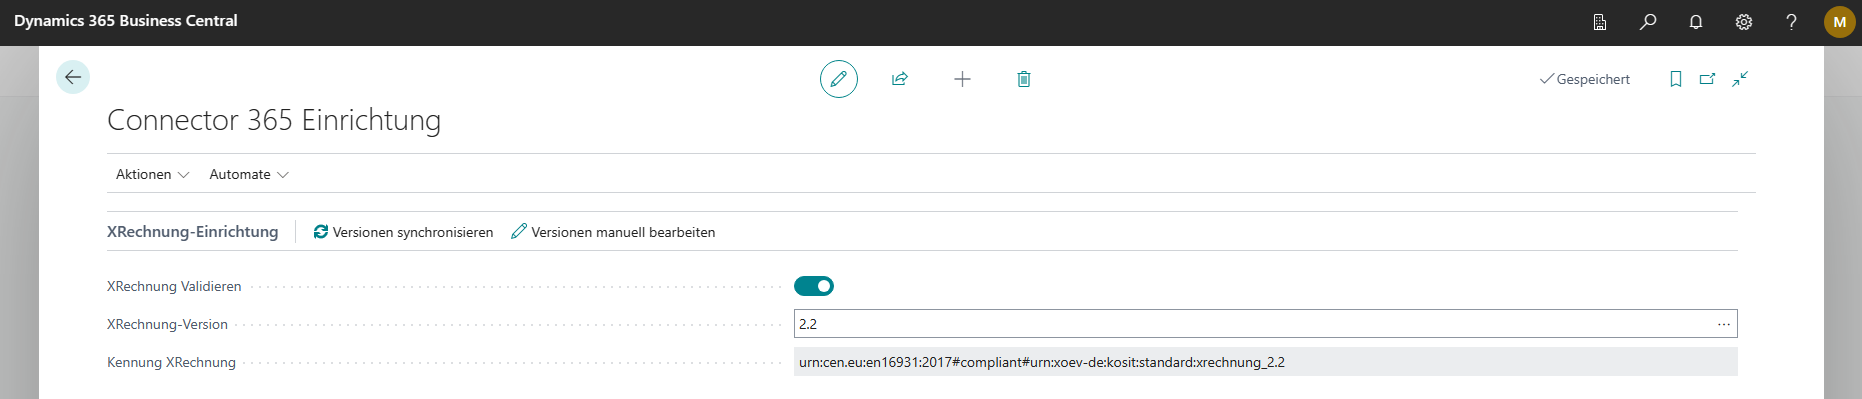 Dynamics 365 Business Central
M
Gespeichert
Connector 365 Einrichtung
Aktionen Automate
XRechnung-Einrichtung Versionen synchronisieren Versionen manuell bearbeiten
XRechnung Validieren
XRechnung-Version 2.2
Kennung XRechnung urn:cen.eu:en16931:2017#compliant#urn:xoev-de:kosit:standard:xrechnung_2.2